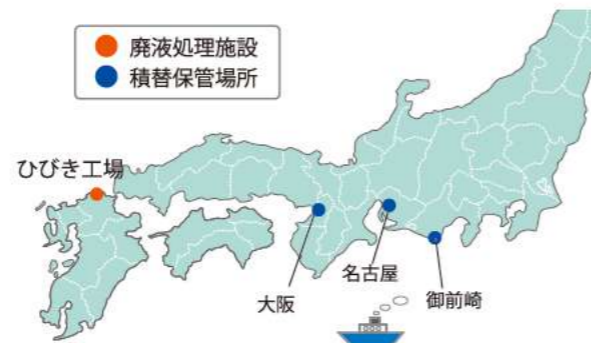 廃液処理施設
積替保管場所
ひびき工場
大阪
名古屋
御前崎